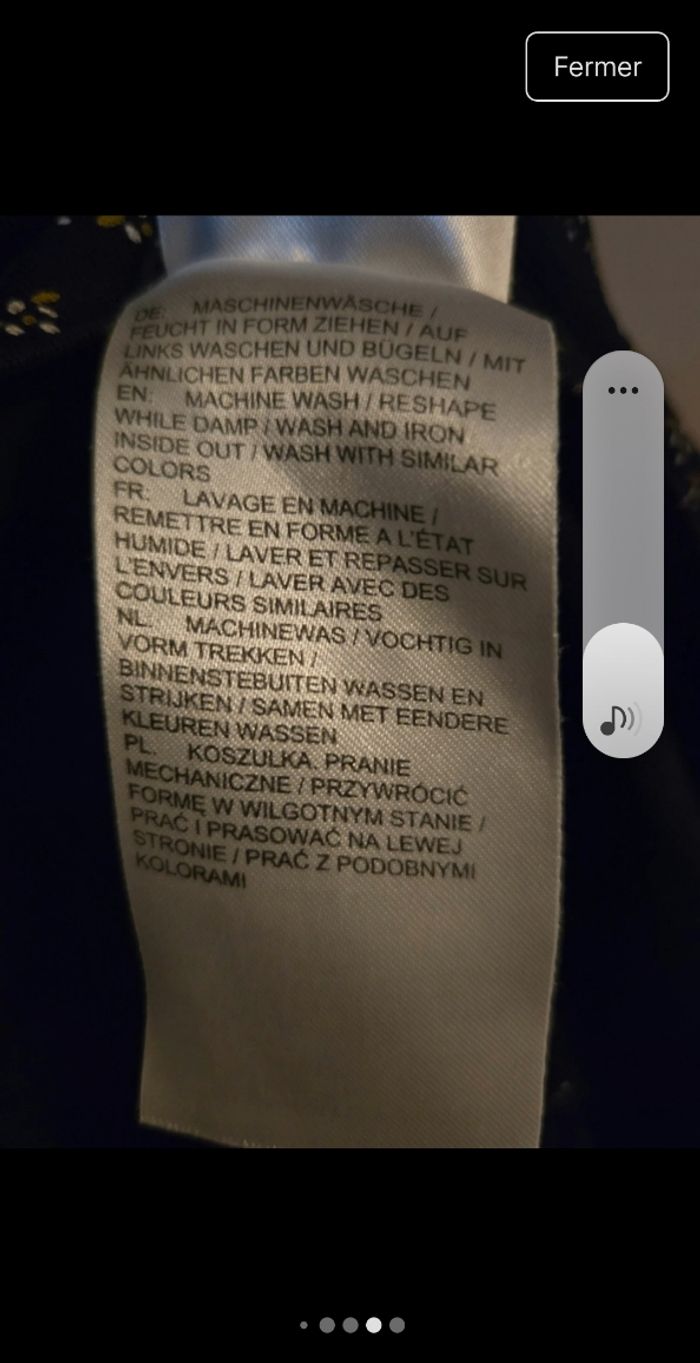 Fermer
DE: MASCHINENWÄSCHE /
FEUCHT IN FORM ZIEHEN / AUF
LINKS WASCHEN UND BÜGELN / MIT
ÄHNLICHEN FARBEN WASCHEN
EN: MACHINE WASH / RESHAPE
WHILE DAMP / WASH AND IRON
INSIDE OUT / WASH WITH SIMILAR
COLORS
FR: LAVAGE EN MACHINE /
REMETTRE EN FORME A L'ÉTAT
HUMIDE / LAVER ET REPASSER SUR
L'ENVERS / LAVER AVEC DES
COULEURS SIMILAIRES
NL: MACHINEWAS / VOCHTIG IN
VORM TREKKEN /
BINNENSTEBUITEN WASSEN EN
STRIJKEN / SAMEN MET EENDERE
KLEUREN WASSEN
PL: KOSZULKA. PRANIE
MECHANICZNE / PRZYWRÓCIĆ
FORMĘ W WILGOTNYM STANIE /
PRAĆ I PRASOWAĆ NA LEWEJ
STRONIE / PRAĆ Z PODOBNYMI
KOLORAMI